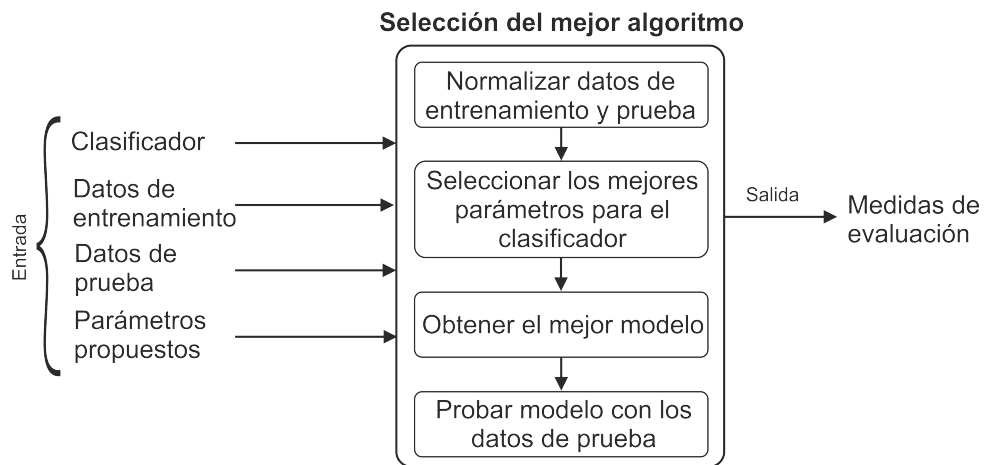 Selección del mejor algoritmo
Entrada
Clasificador
Datos de
entrenamiento
Datos de
prueba
Parámetros
propuestos
Normalizar datos de
entrenamiento y prueba
Seleccionar los mejores
parámetros para el
clasificador
Obtener el mejor modelo
Probar modelo con los
datos de prueba
Salida
Medidas de
evaluación